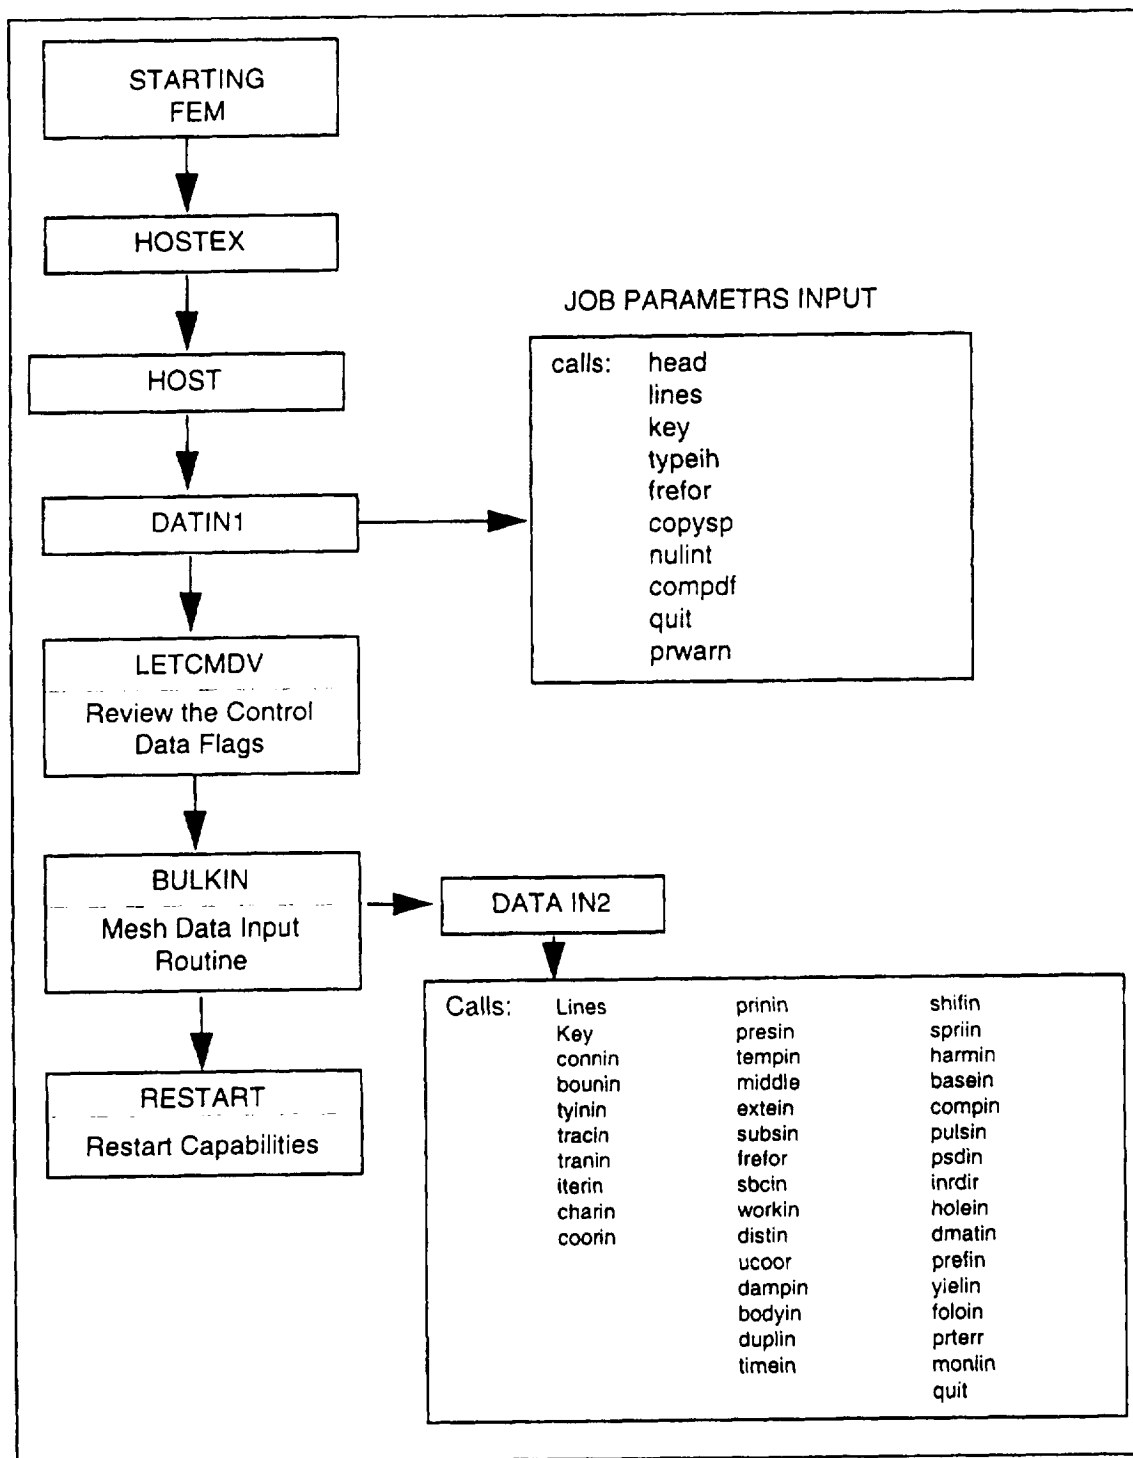 STARTING
FEM
HOSTEX
HOST
DATIN1
JOB PARAMETRS INPUT
calls: head
lines
key
typeih
frefor
copysp
nulint
compdf
quit
prwarn
LETCMDV
Review the Control
Data Flags
BULKIN
Mesh Data Input
Routine
DATA IN2
RESTART
Restart Capabilities
Calls: Lines prinin shifin
Key presin spriin
connin tempin harmin
bounin middle basein
tyinin extein compin
tracin subsin pulsin
tranin frefor psdin
iterin sbcin inrdir
charin workin holein
coorin distin dmatin
ucoor prefin
dampin yielin
bodyin foloin
duplin prterr
timein monlin
quit